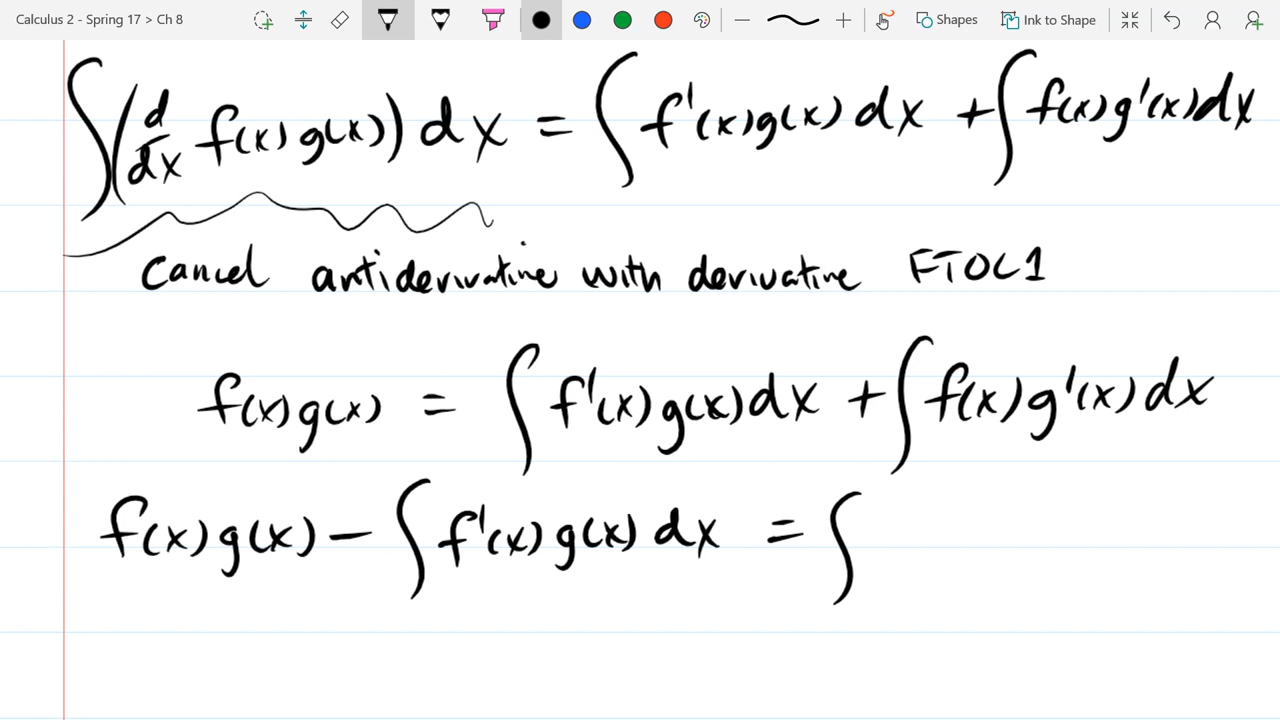 Calculus 2 - Spring 17 > Ch 8
Shapes
Ink to Shape
∫(d/dx f(x)g(x))dx = ∫f'(x)g(x)dx + ∫f(x)g'(x)dx
Cancel antiderivative with derivative FTOC1
f(x)g(x) = ∫f'(x)g(x)dx + ∫f(x)g'(x)dx
f(x)g(x) - ∫f'(x)g(x)dx = ∫